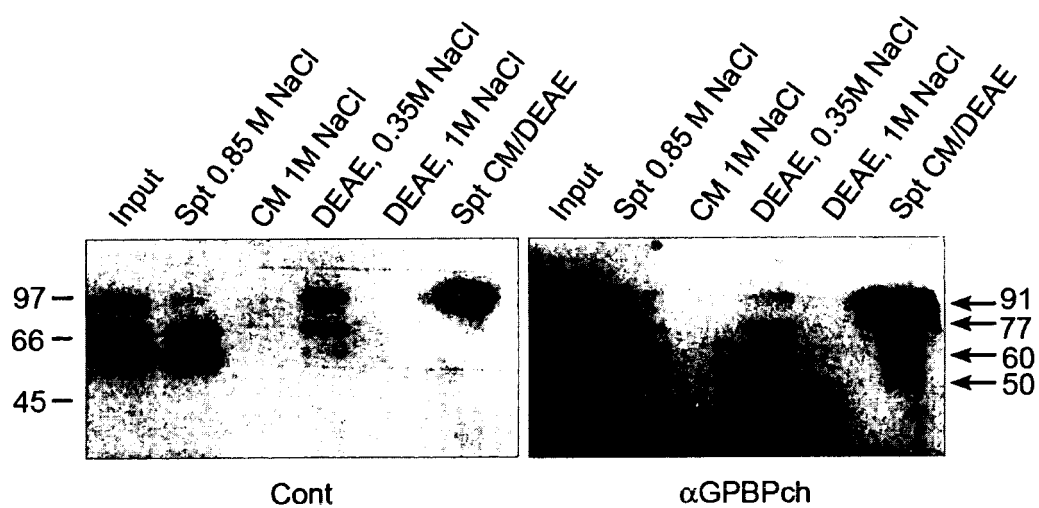 Input
Spt 0.85 M NaCl
CM 1M NaCl
DEAE, 0.35M NaCl
DEAE, 1M NaCl
Spt CM/DEAE
Input
Spt 0.85 M NaCl
CM 1M NaCl
DEAE, 0.35M NaCl
DEAE, 1M NaCl
Spt CM/DEAE
97
66
45
91
77
60
50
Cont
αGPBPch